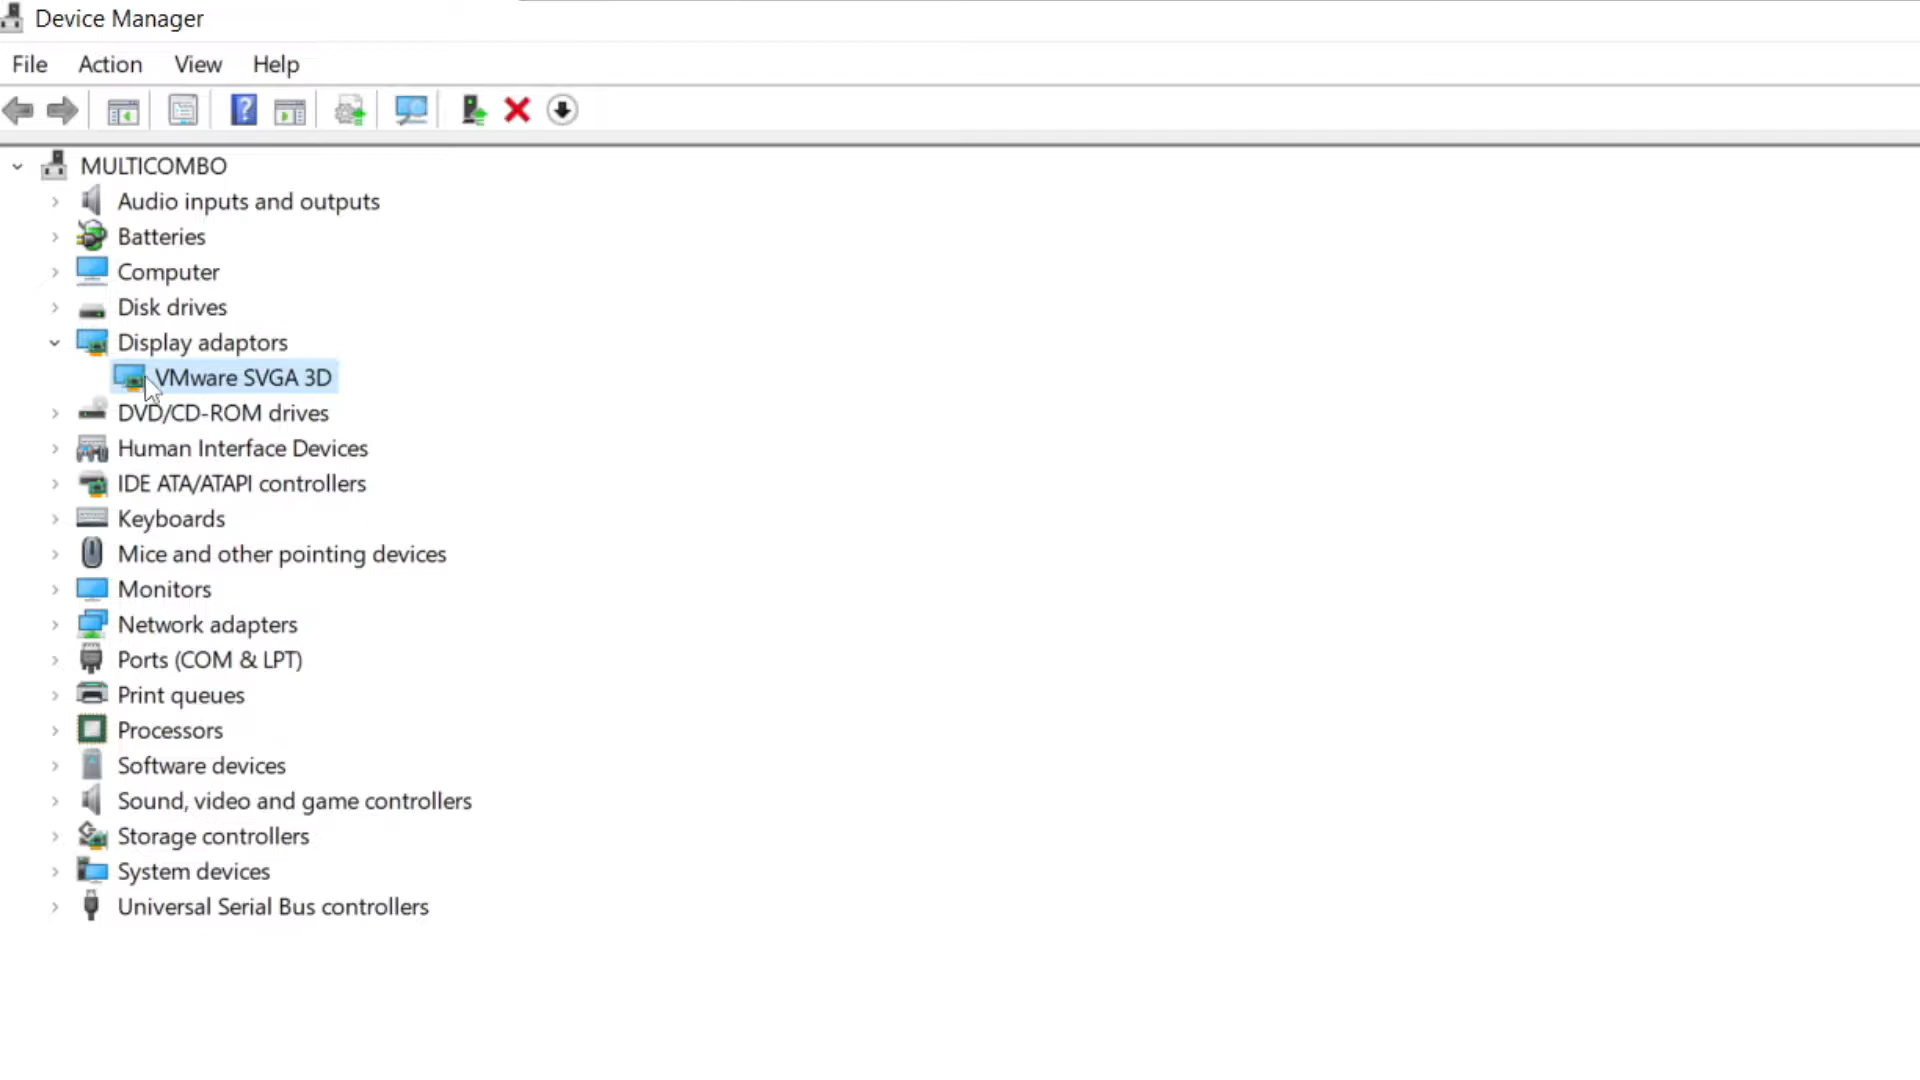 Device Manager
File Action View Help
MULTICOMBO
Audio inputs and outputs
Batteries
Computer
Disk drives
Display adaptors
VMware SVGA 3D
DVD/CD-ROM drives
Human Interface Devices
IDE ATA/ATAPI controllers
Keyboards
Mice and other pointing devices
Monitors
Network adapters
Ports (COM & LPT)
Print queues
Processors
Software devices
Sound, video and game controllers
Storage controllers
System devices
Universal Serial Bus controllers